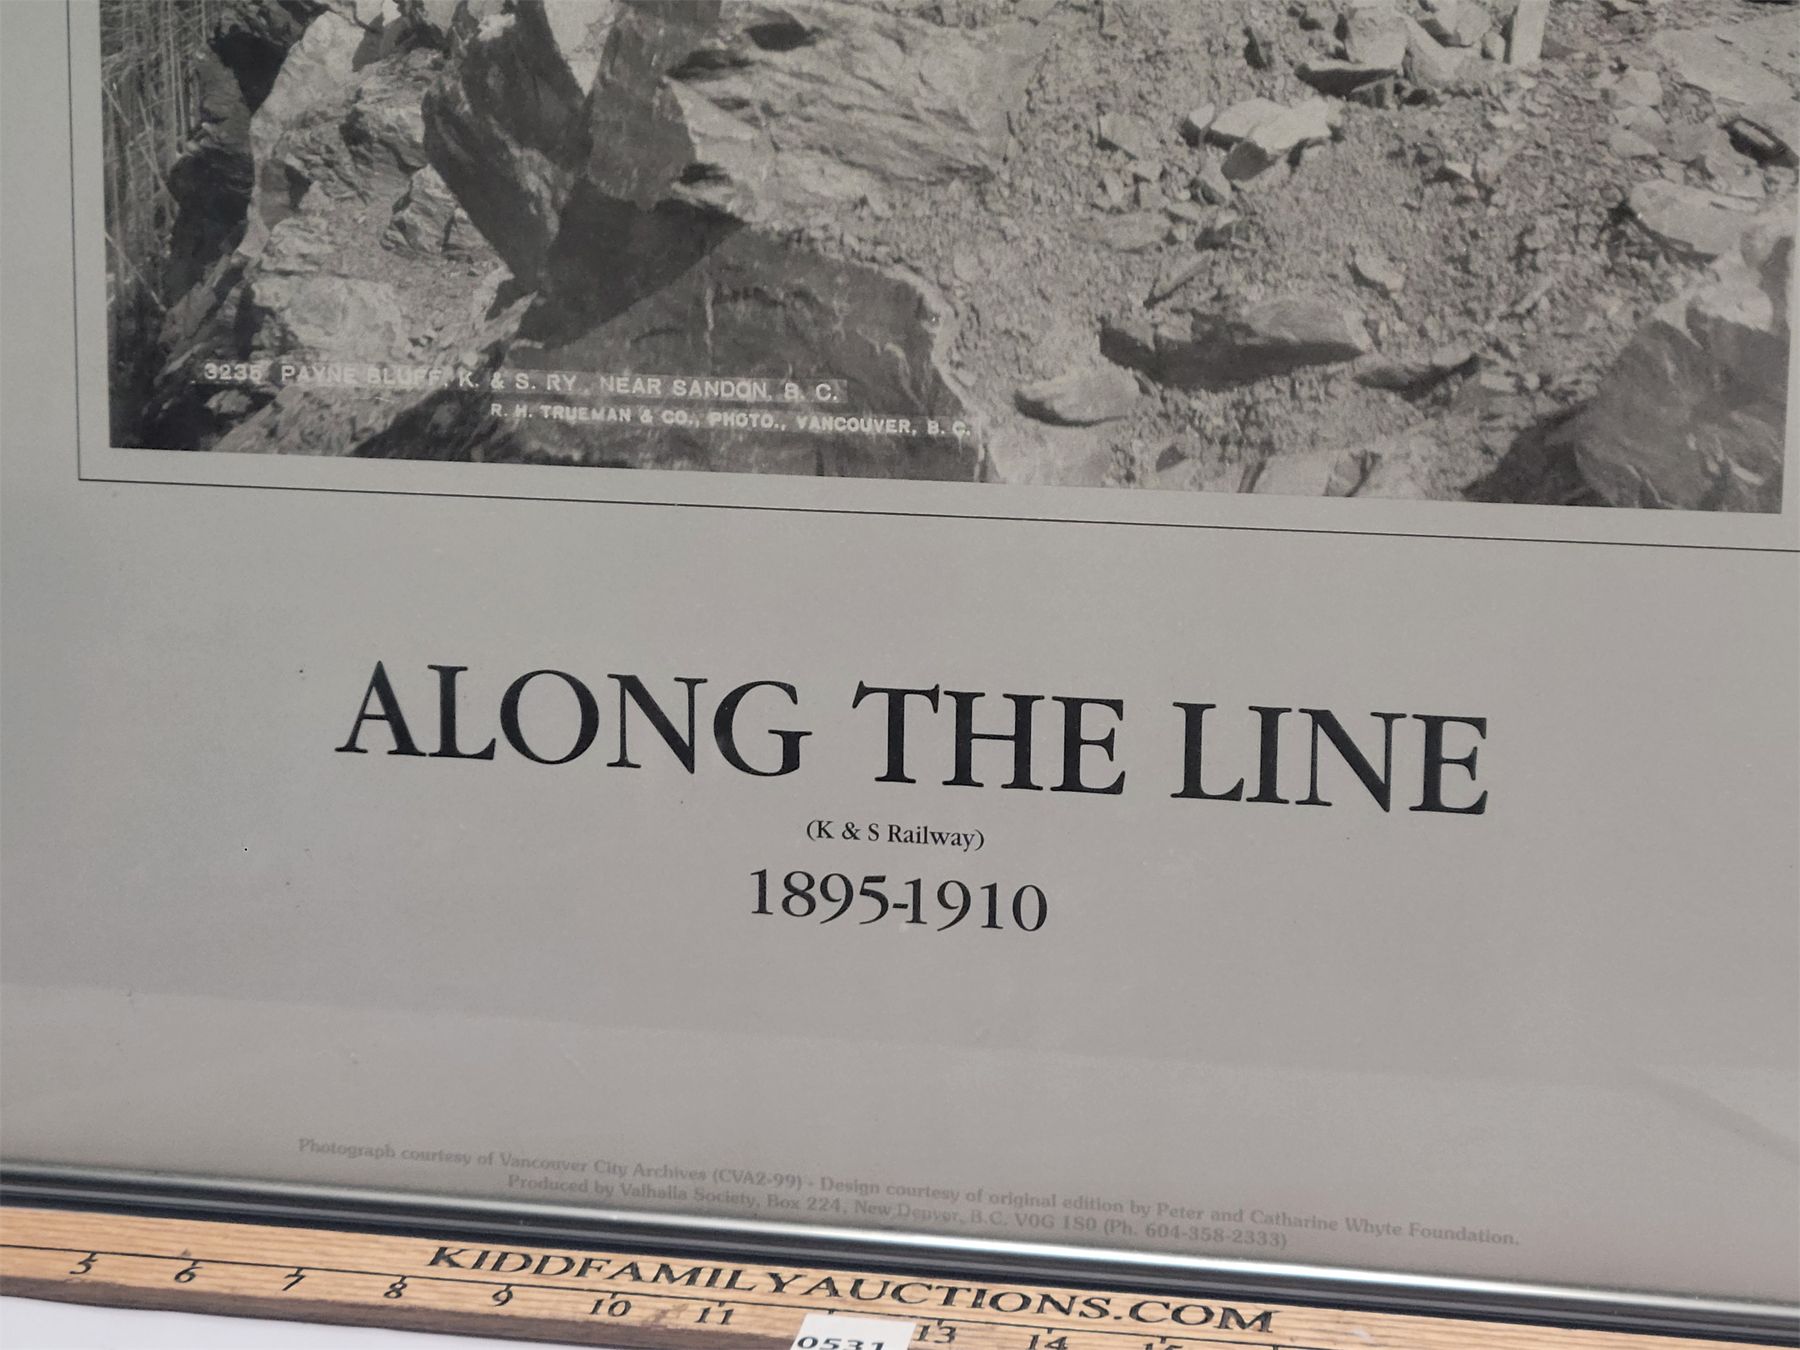 3235 PAYNE BLUFF, K. & S. RY., NEAR SANDON, B. C.
R. H. TRUEMAN & CO., PHOTO., VANCOUVER, B. C.
ALONG THE LINE
(K & S Railway)
1895-1910
Photograph courtesy of Vancouver City Archives (CVA2-99) - Design courtesy of original edition by Peter and Catharine Whyte Foundation.
Produced by Valhalla Society, Box 224, New Denver, B.C. V0G 1S0 (Ph. 604-358-2333)
KIDDFAMILYAUCTIONS.COM
5 6 7 8 9 10 11 13 14 15
0531